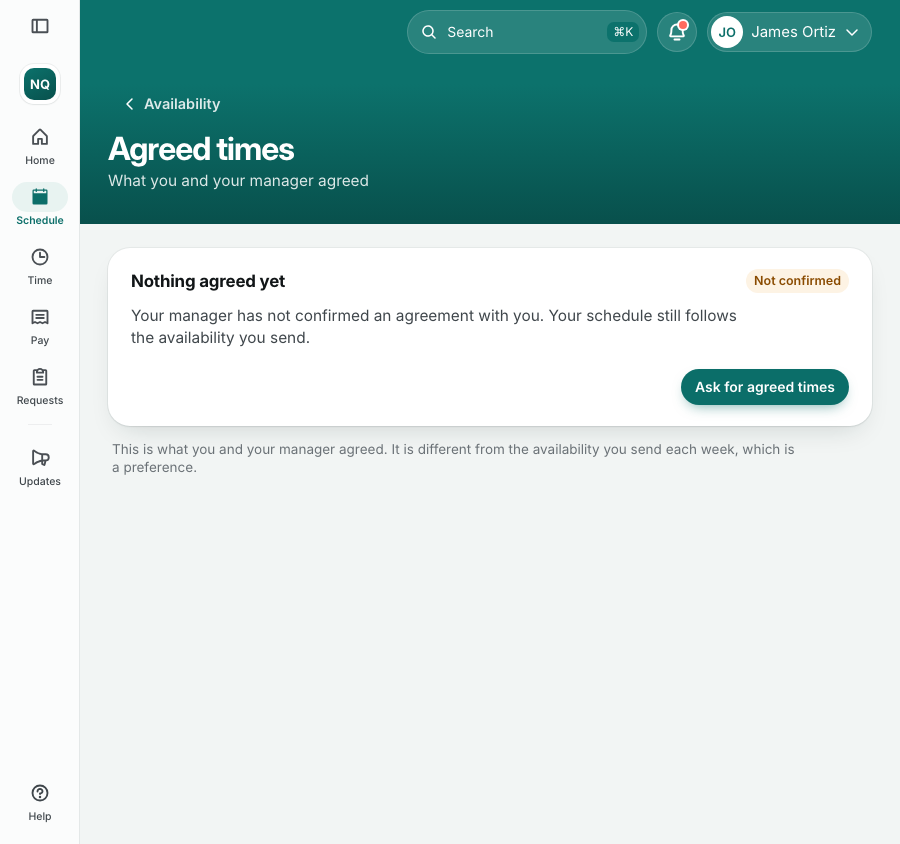 Search
⌘K
JO
James Ortiz
NQ
Home
Schedule
Time
Pay
Requests
Updates
Help
Availability
Agreed times
What you and your manager agreed
Nothing agreed yet
Not confirmed
Your manager has not confirmed an agreement with you. Your schedule still follows
the availability you send.
Ask for agreed times
This is what you and your manager agreed. It is different from the availability you send each week, which is
a preference.